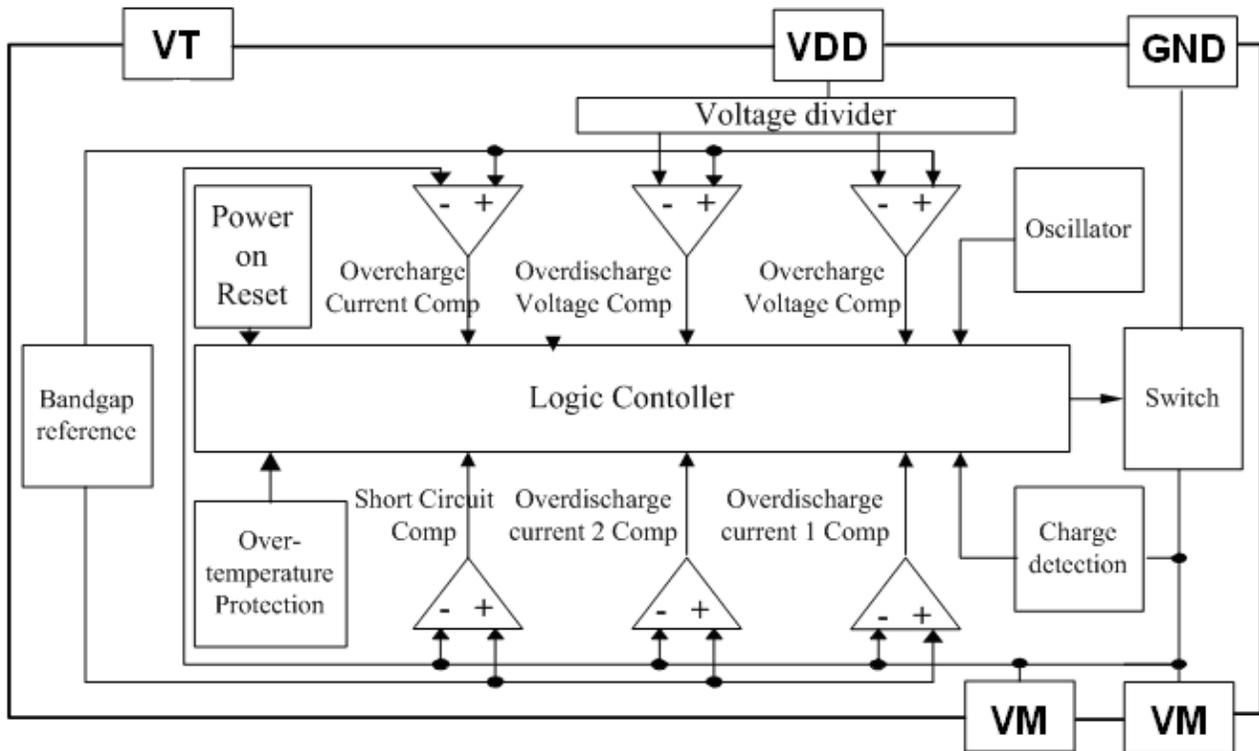 VT
VDD
GND
Voltage divider
- +
- +
- +
Power
on
Reset
Oscillator
Overcharge
Current Comp
Overdischarge
Voltage Comp
Overcharge
Voltage Comp
Bandgap
reference
Logic Contoller
Switch
Short Circuit
Comp
Overdischarge
current 2 Comp
Overdischarge
current 1 Comp
Over-
temperature
Protection
Charge
detection
- +
- +
- +
VM
VM